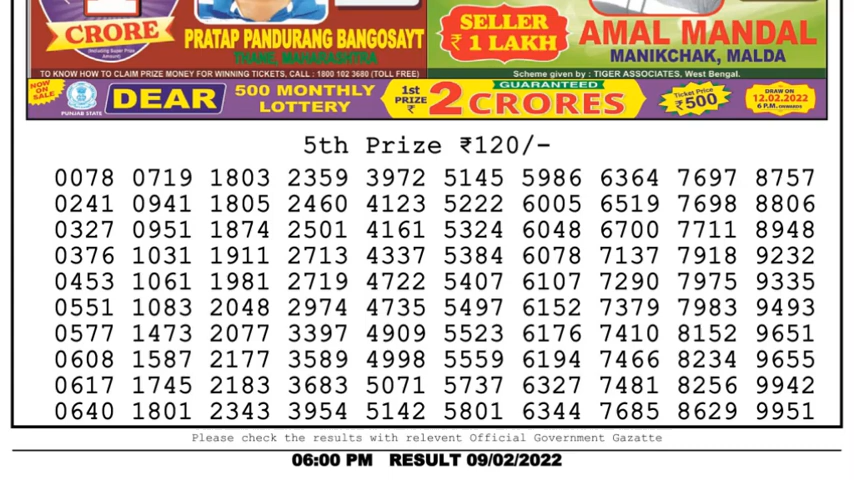 1
CRORE
(Including Super Prize Amount)
PRATAP PANDURANG BANGOSAYT
THANE, MAHARASHTRA
TO KNOW HOW TO CLAIM PRIZE MONEY FOR WINNING TICKETS, CALL : 1800 102 3680 (TOLL FREE)
SELLER
₹ 1 LAKH
AMAL MANDAL
MANIKCHAK, MALDA
Scheme given by : TIGER ASSOCIATES, West Bengal.
NOW ON SALE
PUNJAB STATE
DEAR
500 MONTHLY
LOTTERY
1st
PRIZE
₹
2 CRORES
GUARANTEED
Ticket Price
₹500
DRAW ON
12.02.2022
6 P.M. ONWARDS
5th Prize ₹120/-
0078 0719 1803 2359 3972 5145 5986 6364 7697 8757
0241 0941 1805 2460 4123 5222 6005 6519 7698 8806
0327 0951 1874 2501 4161 5324 6048 6700 7711 8948
0376 1031 1911 2713 4337 5384 6078 7137 7918 9232
0453 1061 1981 2719 4722 5407 6107 7290 7975 9335
0551 1083 2048 2974 4735 5497 6152 7379 7983 9493
0577 1473 2077 3397 4909 5523 6176 7410 8152 9651
0608 1587 2177 3589 4998 5559 6194 7466 8234 9655
0617 1745 2183 3683 5071 5737 6327 7481 8256 9942
0640 1801 2343 3954 5142 5801 6344 7685 8629 9951
Please check the results with relevent Official Government Gazatte
06:00 PM RESULT 09/02/2022